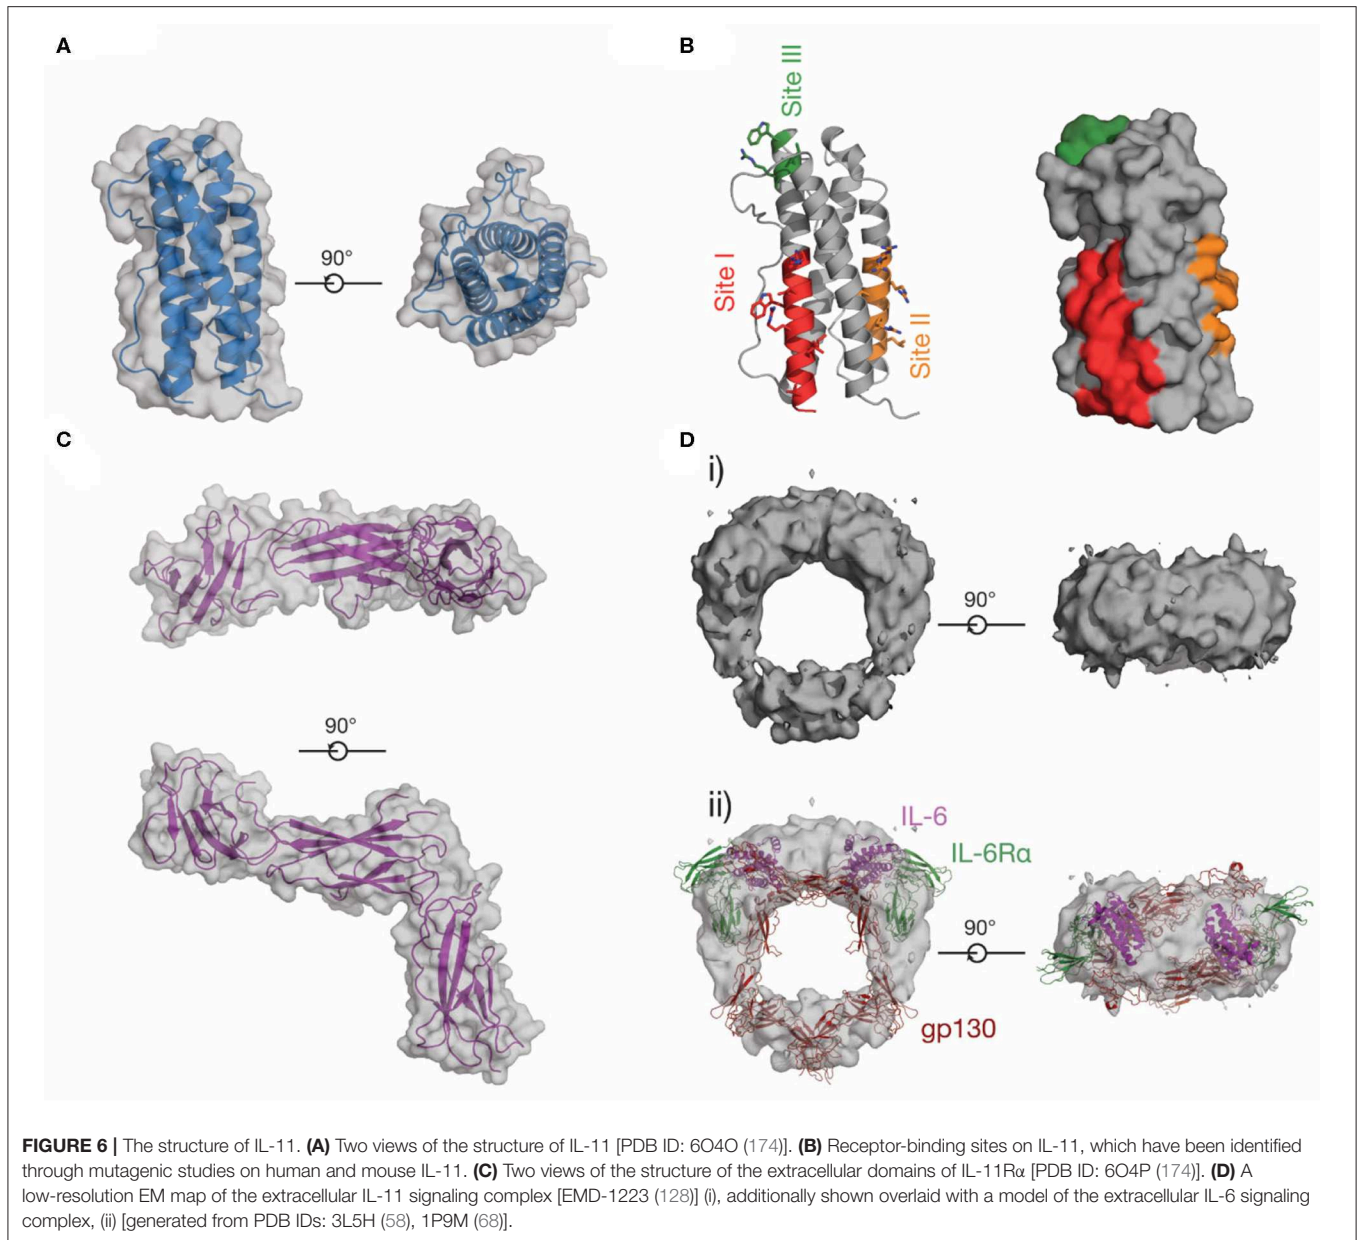 A
90°
B
Site III
Site I
Site II
C
90°
D
i)
90°
ii)
IL-6
IL-6Rα
90°
gp130
FIGURE 6 | The structure of IL-11. (A) Two views of the structure of IL-11 [PDB ID: 6O4O (174)]. (B) Receptor-binding sites on IL-11, which have been identified
through mutagenic studies on human and mouse IL-11. (C) Two views of the structure of the extracellular domains of IL-11Rα [PDB ID: 6O4P (174)]. (D) A
low-resolution EM map of the extracellular IL-11 signaling complex [EMD-1223 (128)] (i), additionally shown overlaid with a model of the extracellular IL-6 signaling
complex, (ii) [generated from PDB IDs: 3L5H (58), 1P9M (68)].